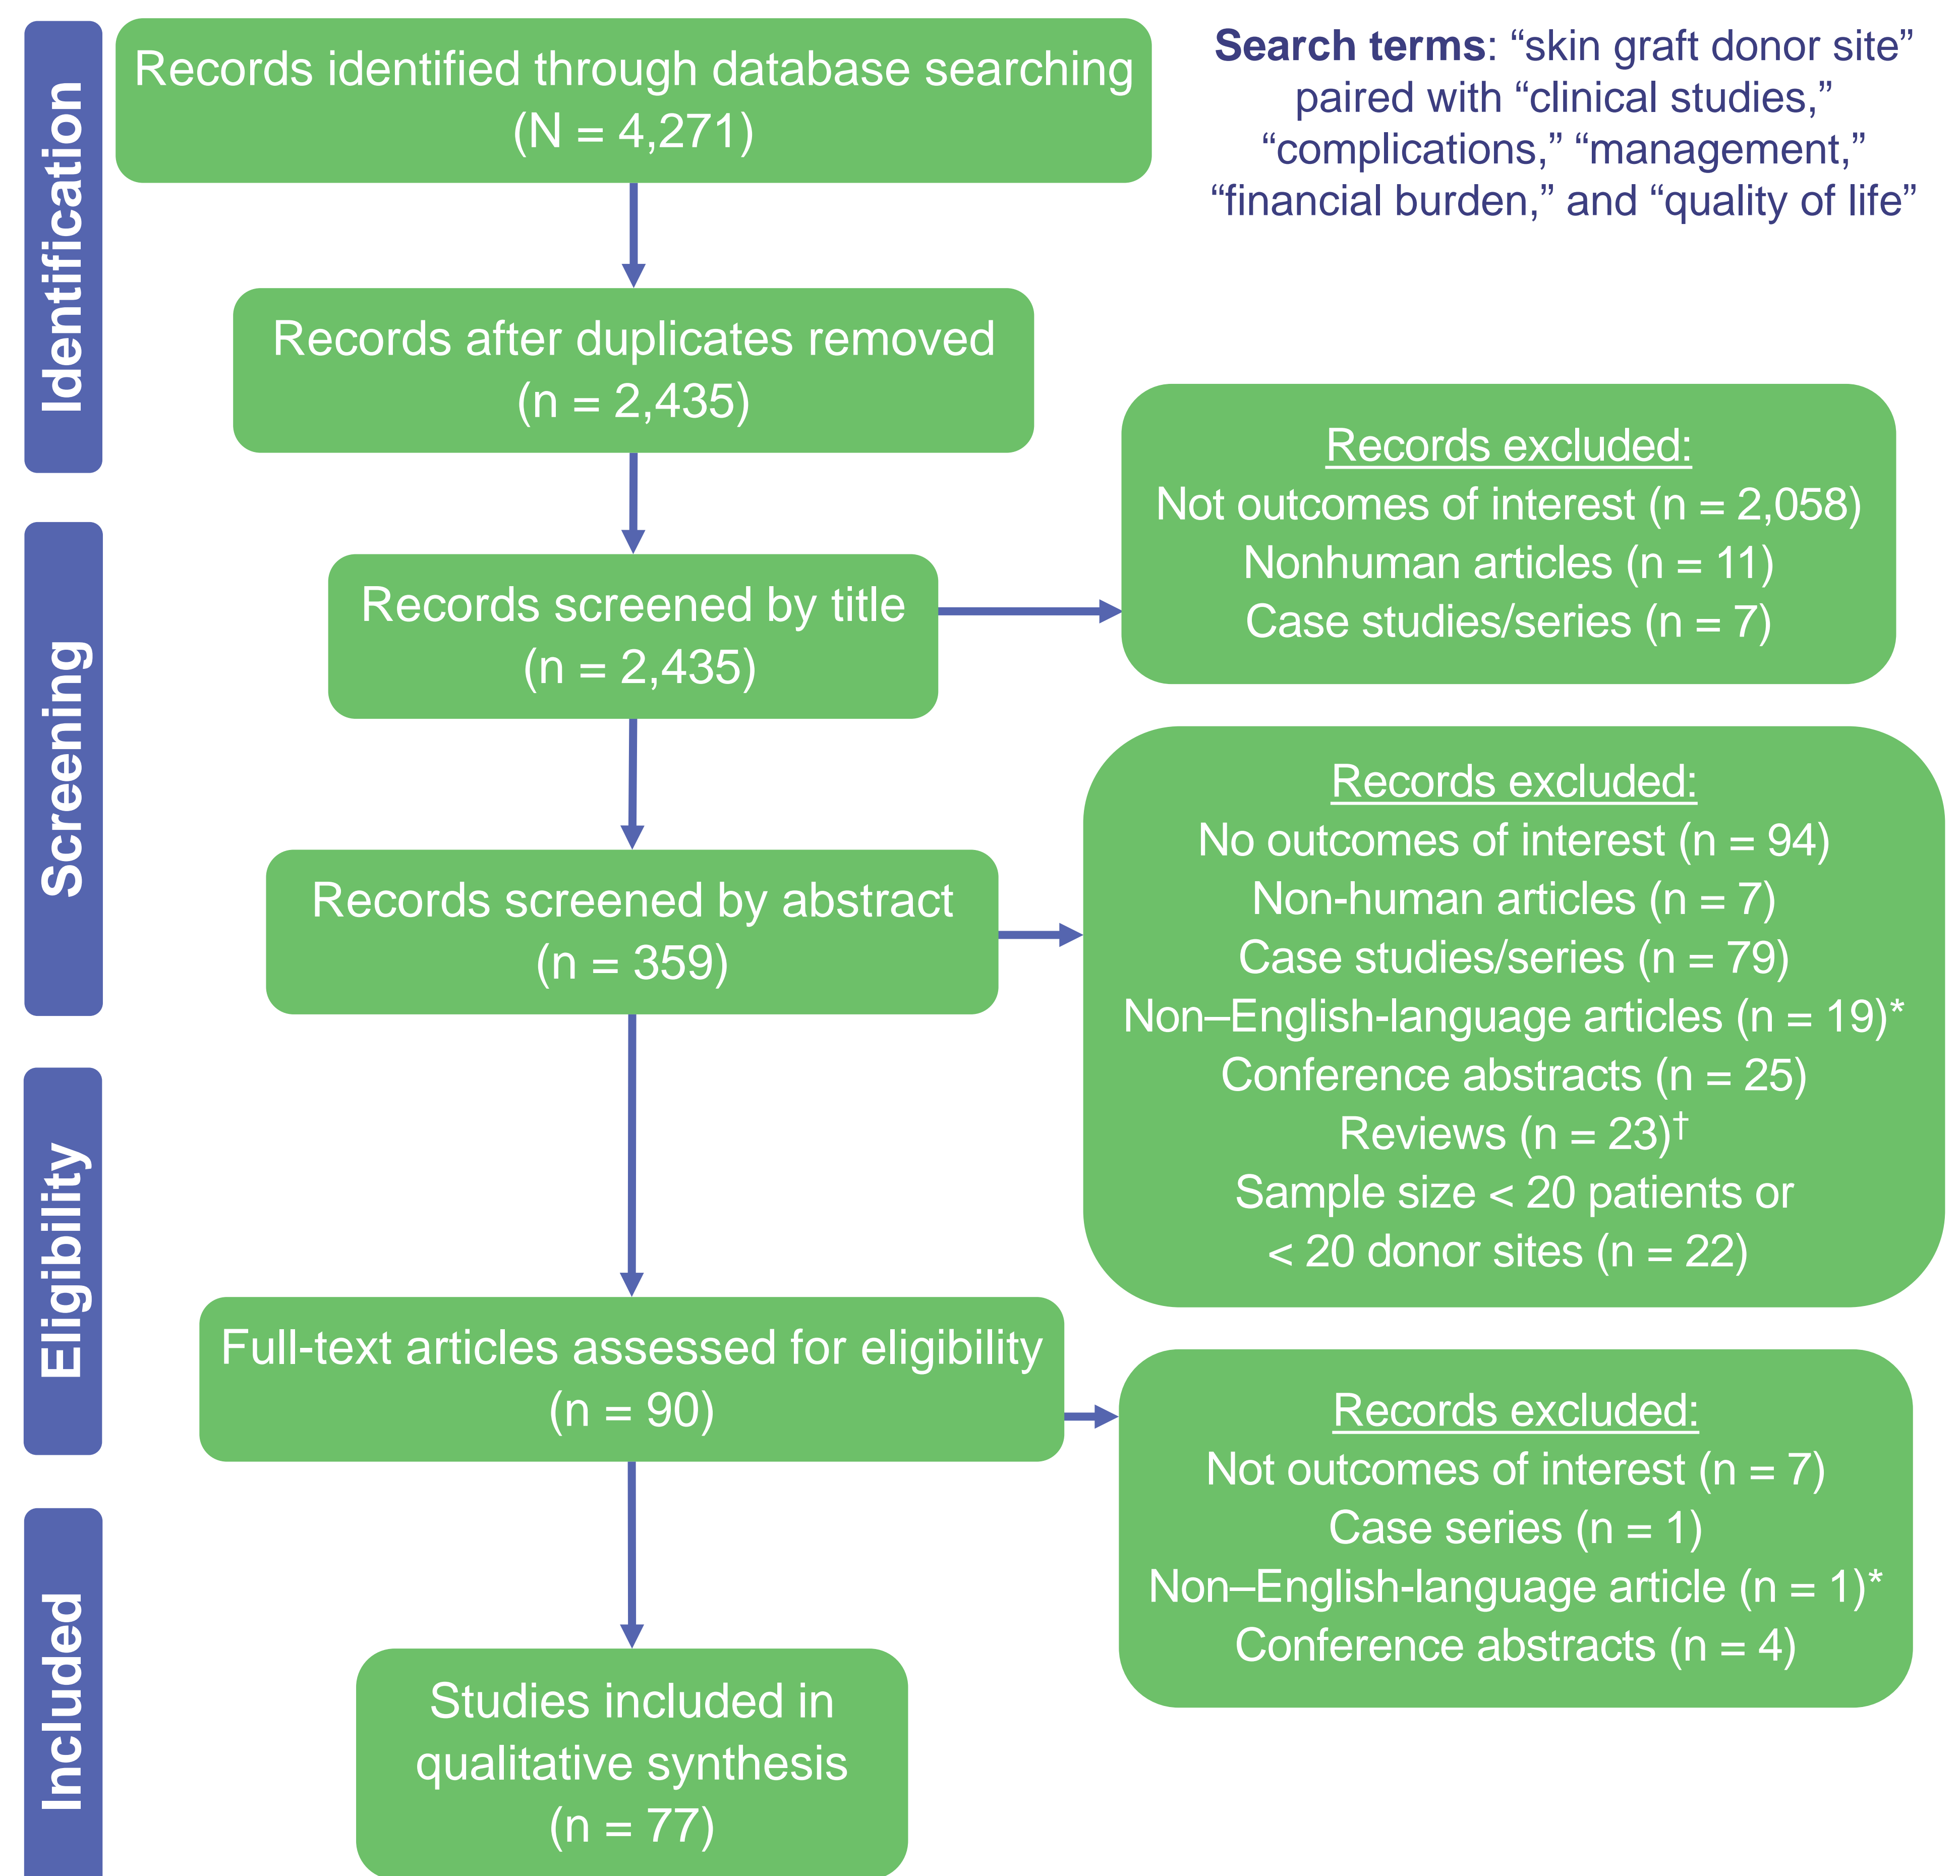 Identification
Records identified through database searching
(N = 4,271)
Search terms: “skin graft donor site”
paired with “clinical studies,”
“complications,” “management,”
“financial burden,” and “quality of life”
Records after duplicates removed
(n = 2,435)
Screening
Records screened by title
(n = 2,435)
Records excluded:
Not outcomes of interest (n = 2,058)
Nonhuman articles (n = 11)
Case studies/series (n = 7)
Records screened by abstract
(n = 359)
Records excluded:
No outcomes of interest (n = 94)
Non-human articles (n = 7)
Case studies/series (n = 79)
Non–English-language articles (n = 19)*
Conference abstracts (n = 25)
Reviews (n = 23)†
Sample size < 20 patients or
< 20 donor sites (n = 22)
Eligibility
Full-text articles assessed for eligibility
(n = 90)
Records excluded:
Not outcomes of interest (n = 7)
Case series (n = 1)
Non–English-language article (n = 1)*
Conference abstracts (n = 4)
Included
Studies included in
qualitative synthesis
(n = 77)